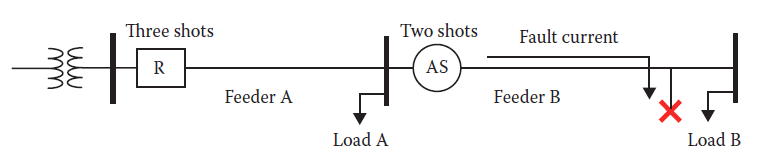 Three shots
Two shots
Fault current
R
AS
Feeder A
Feeder B
Load A
Load B